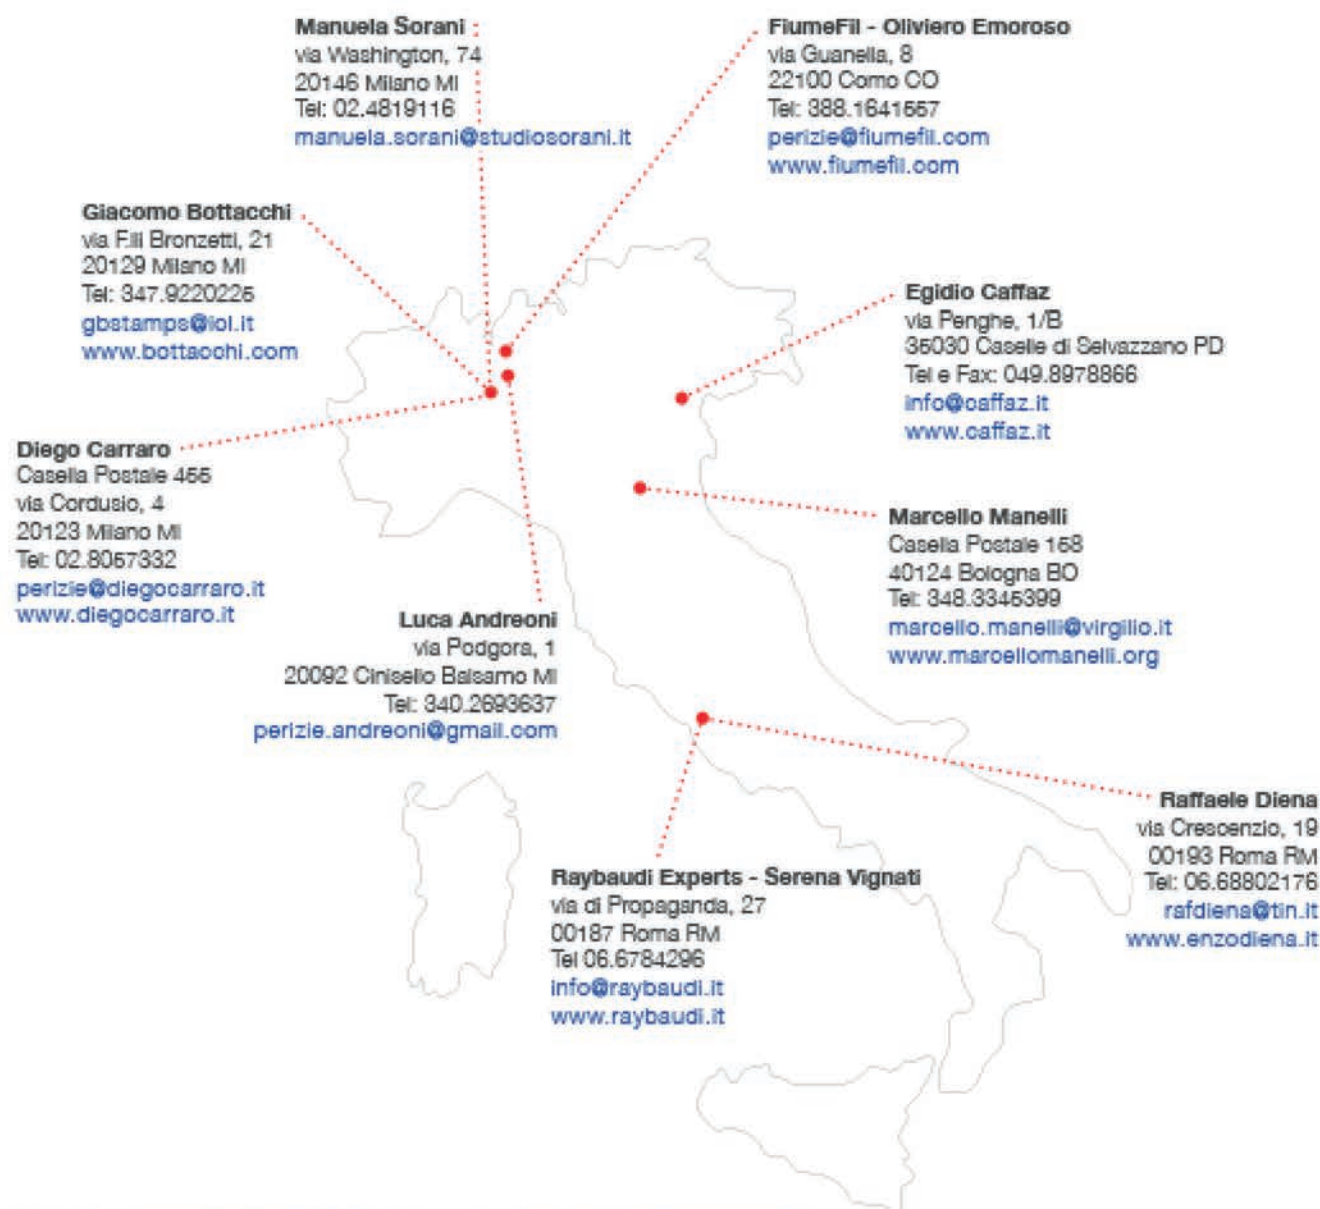 Manuela Sorani
via Washington, 74
20146 Milano MI
Tel: 02.4819116
manuela.sorani@studiosorani.it
FiumeFil - Oliviero Emoroso
via Guanella, 8
22100 Como CO
Tel: 388.1641557
perizie@fiumefil.com
www.fiumefil.com
Giacomo Bottacchi
via F.lli Bronzetti, 21
20129 Milano MI
Tel: 347.9220225
gbstamps@iol.it
www.bottacchi.com
Egidio Caffaz
via Penghe, 1/B
35030 Caselle di Selvazzano PD
Tel e Fax: 049.8978866
info@caffaz.it
www.caffaz.it
Diego Carraro
Casella Postale 455
via Cordusio, 4
20123 Milano MI
Tel: 02.8057332
perizie@diegocarraro.it
www.diegocarraro.it
Marcello Manelli
Casella Postale 158
40124 Bologna BO
Tel: 348.3345399
marcello.manelli@virgilio.it
www.marcellomanelli.org
Luca Andreoni
via Podgora, 1
20092 Cinisello Balsamo MI
Tel: 340.2693637
perizie.andreoni@gmail.com
Raffaele Diena
via Crescenzio, 19
00193 Roma RM
Tel: 06.68802176
rafdiena@tin.it
www.enzodiena.it
Raybaudi Experts - Serena Vignati
via di Propaganda, 27
00187 Roma RM
Tel 06.6784296
info@raybaudi.it
www.raybaudi.it